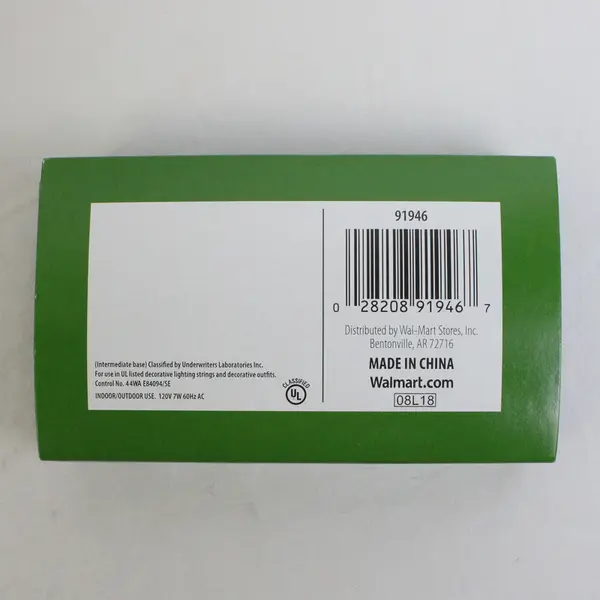 (Intermediate base) Classified by Underwriters Laboratories Inc.
For use in UL listed decorative lighting strings and decorative outfits.
Control No. 44WA E84094/SE
INDOOR/OUTDOOR USE. 120V 7W 60Hz AC
CLASSIFIED
UL
91946
0 28208 91946 7
Distributed by Wal-Mart Stores, Inc.
Bentonville, AR 72716
MADE IN CHINA
Walmart.com
08L18